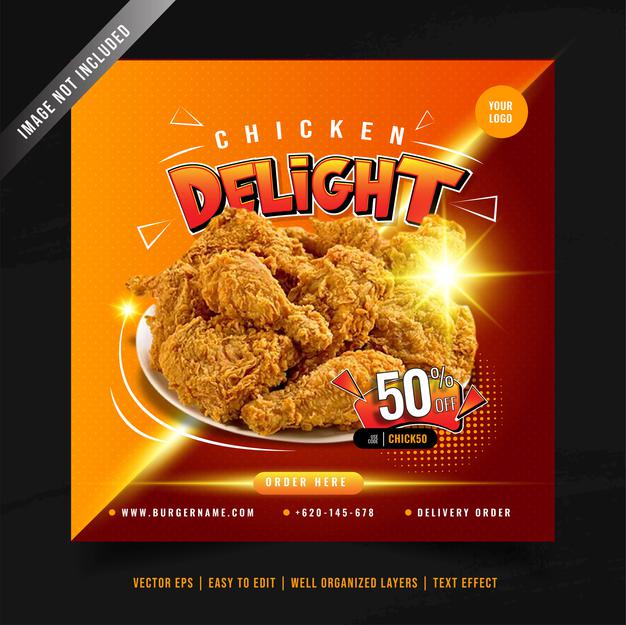 IMAGE NOT INCLUDED
YOUR
LOGO
CHICKEN
DELiGHT
50% OFF
USE
CODE
CHICK50
ORDER HERE
WWW.BURGERNAME.COM
+620-145-678
DELIVERY ORDER
VECTOR EPS | EASY TO EDIT | WELL ORGANIZED LAYERS | TEXT EFFECT